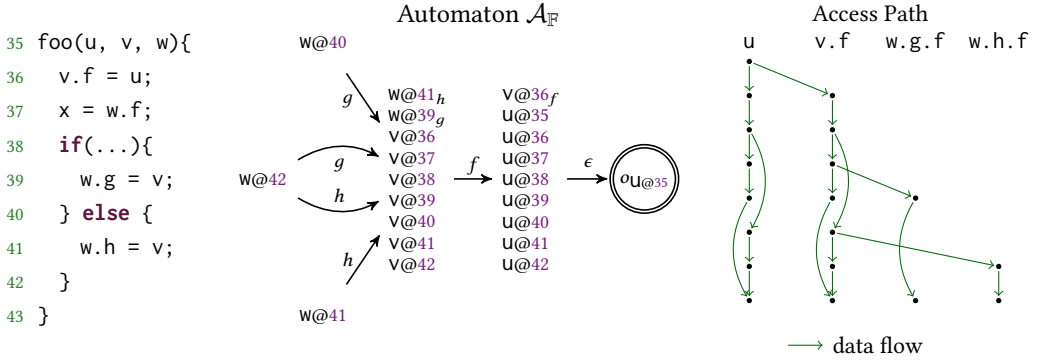 Automaton 𝒜𝔽
Access Path
35 foo(u, v, w){
36 v.f = u;
37 x = w.f;
38 if(...){
39 w.g = v;
40 } else {
41 w.h = v;
42 }
43 }
w@40
g
w@42
g
h
h
w@41
w@41h
w@39g
v@36
v@37
v@38
v@39
v@40
v@41
v@42
f
v@36f
u@35
u@36
u@37
u@38
u@39
u@40
u@41
u@42
ϵ
ou@35
u v.f w.g.f w.h.f
data flow